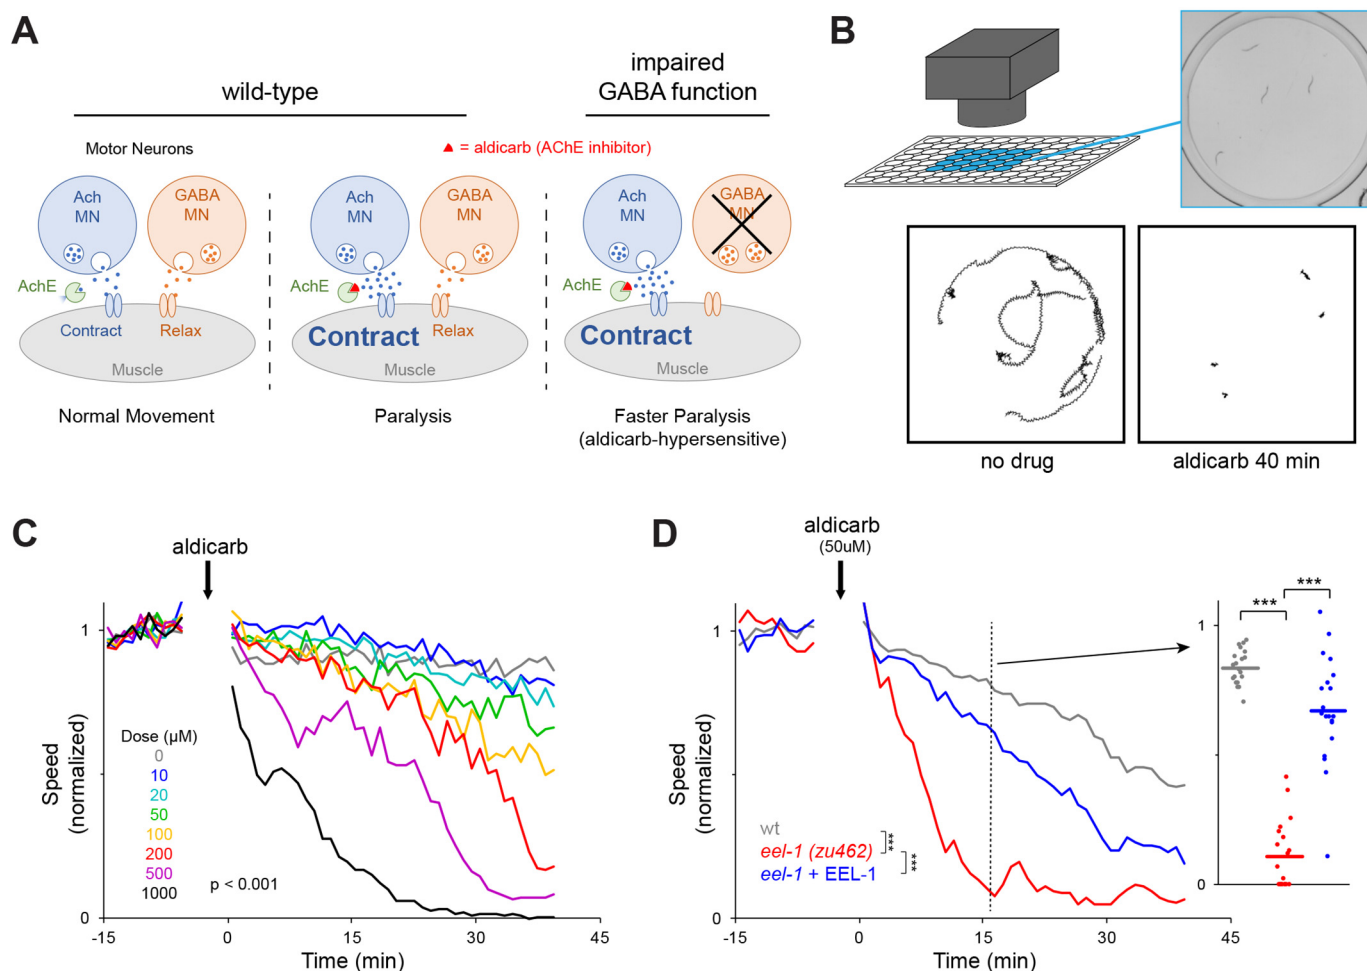 A
wild-type
impaired
GABA function
Motor Neurons
= aldicarb (AChE inhibitor)
Ach
MN
GABA
MN
Ach
MN
GABA
MN
Ach
MN
GABA
MN
AchE
AchE
AchE
Contract
Relax
Contract
Relax
Contract
Muscle
Muscle
Muscle
Normal Movement
Paralysis
Faster Paralysis
(aldicarb-hypersensitive)
B
no drug
aldicarb 40 min
C
aldicarb
1
0
Speed
(normalized)
Dose (µM)
0
10
20
50
100
200
500
1000
p < 0.001
-15
0
15
30
45
Time (min)
D
aldicarb
(50uM)
1
0
Speed
(normalized)
wt
eel-1 (zu462)
eel-1 + EEL-1
***
***
-15
0
15
30
45
Time (min)
***
***
1
0